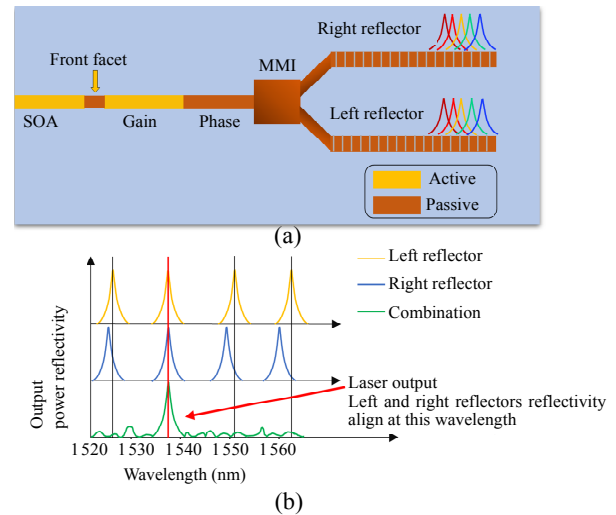 Right reflector
MMI
Front facet
SOA
Gain
Phase
Left reflector
Active
Passive
(a)
Left reflector
Right reflector
Combination
Output
power reflectivity
Laser output
Left and right reflectors reflectivity
align at this wavelength
1 520 1 530 1 540 1 550 1 560
Wavelength (nm)
(b)